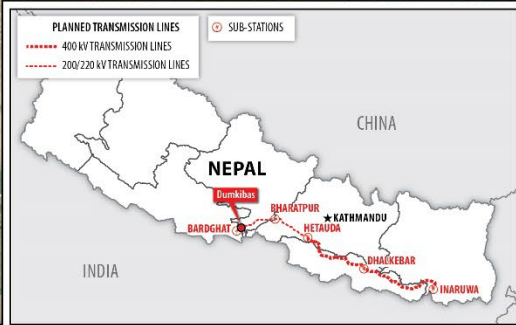 PLANNED TRANSMISSION LINES
400 kV TRANSMISSION LINES
200/220 kV TRANSMISSION LINES
SUB-STATIONS
CHINA
NEPAL
Dumkibas
BHARATPUR
KATHMANDU
BARDGHAT
HETAUDA
DHALKEBAR
INDIA
INARUWA